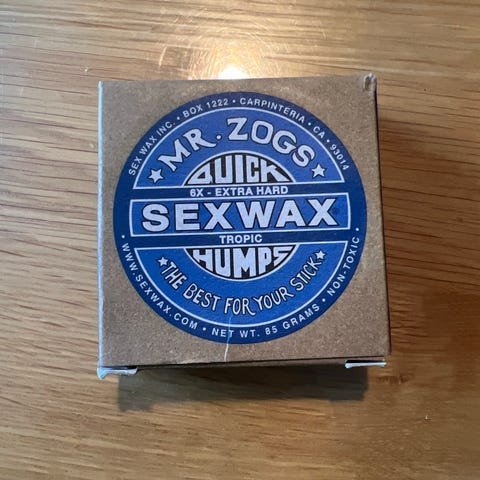 SEX WAX INC. • BOX 1222 • CARPINTERIA • CA • 93014
MR. ZOGS
QUICK
6X - EXTRA HARD
SEXWAX
TROPIC
HUMPS
THE BEST FOR YOUR STICK
• WWW.SEXWAX.COM • NET WT. 85 GRAMS • NON-TOXIC •